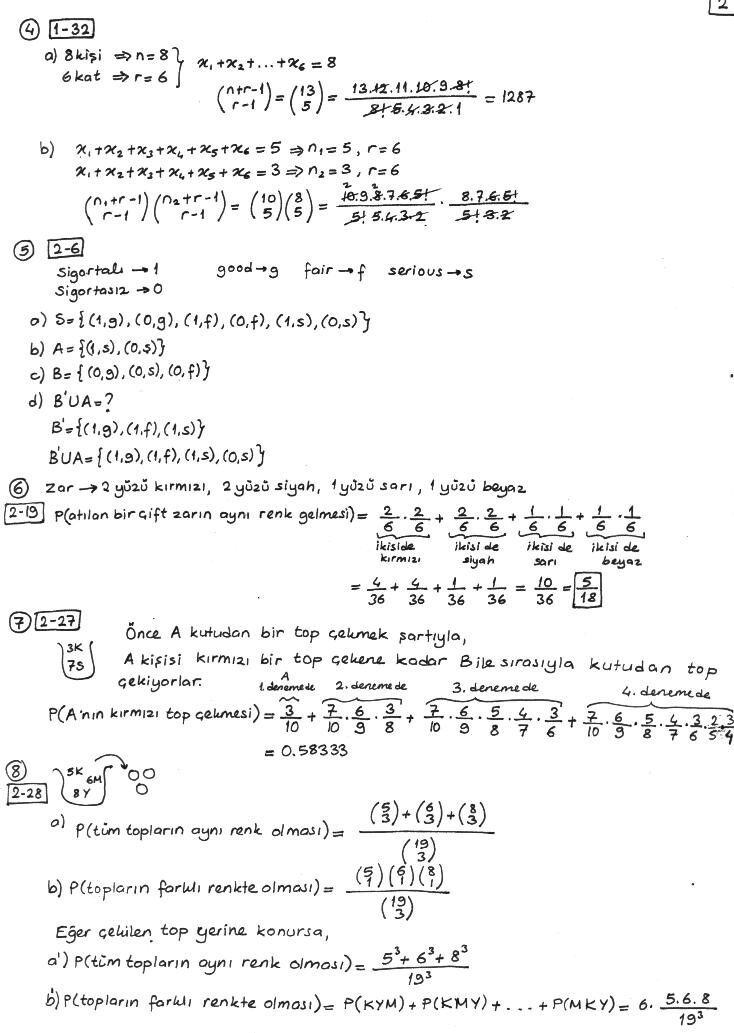 2
④ 1-32
a) 8 kişi ⇒ n=8
6 kat ⇒ r=6 } x₁+x₂+...+x₆=8
(n+r-1 / r-1) = (13 / 5) = 13.12.11.10.9.8! / 8! 5.4.3.2.1 = 1287
b) x₁+x₂+x₃+x₄+x₅+x₆=5 ⇒ n₁=5, r=6
x₁+x₂+x₃+x₄+x₅+x₆=3 ⇒ n₂=3, r=6
(n₁+r-1 / r-1)(n₂+r-1 / r-1) = (10 / 5)(8 / 5) = 10.9.8.7.6.5! / 5! 5.4.3.2 . 8.7.6.5! / 5! 3.2
⑤ 2-6
Sigortalı → 1 good → g fair → f serious → s
Sigortasız → 0
a) S={(1,g),(0,g),(1,f),(0,f),(1,s),(0,s)}
b) A={(1,s),(0,s)}
c) B={(0,g),(0,s),(0,f)}
d) B'∪A=?
B'={(1,g),(1,f),(1,s)}
B'∪A={(1,g),(1,f),(1,s),(0,s)}
⑥ Zar → 2 yüzü kırmızı, 2 yüzü siyah, 1 yüzü sarı, 1 yüzü beyaz
2-19 P(atılan bir çift zarın aynı renk gelmesi) = 2/6 . 2/6 + 2/6 . 2/6 + 1/6 . 1/6 + 1/6 . 1/6
ikiside kırmızı ikisi de siyah ikisi de sarı ikisi de beyaz
= 4/36 + 4/36 + 1/36 + 1/36 = 10/36 = 5/18
⑦ 2-27 Önce A kutudan bir top çekmek şartıyla,
3K
7S A kişisi kırmızı bir top çekene kadar B ile sırasıyla kutudan top
çekiyorlar.
A
1.denemede 2.denemede 3.denemede 4.denemede
P(A'nın kırmızı top çekmesi) = 3/10 + 7/10 . 6/9 . 3/8 + 7/10 . 6/9 . 5/8 . 4/7 . 3/6 + 7/10 . 6/9 . 5/8 . 4/7 . 3/6 . 2/5 . 3/4
= 0.58333
⑧ 5K 6M
2-28 8Y
a) P(tüm topların aynı renk olması) = (5 / 3)+(6 / 3)+(8 / 3) / (19 / 3)
b) P(topların farklı renkte olması) = (5 / 1)(6 / 1)(8 / 1) / (19 / 3)
Eğer çekilen top yerine konursa,
a') P(tüm topların aynı renk olması) = 5³+6³+8³ / 19³
b') P(topların farklı renkte olması) = P(KYM)+P(KMY)+...+P(MKY) = 6. 5.6.8 / 19³